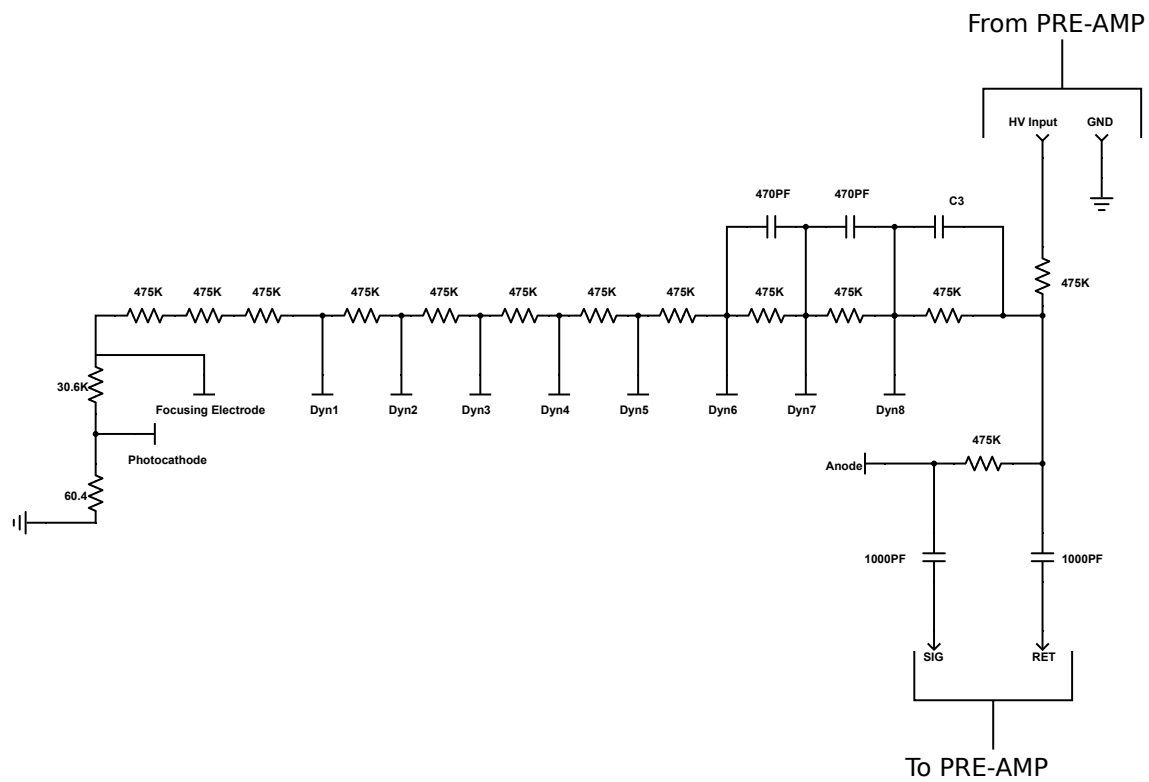 From PRE-AMP
HV Input
GND
470PF
470PF
C3
475K
475K
475K
475K
475K
475K
475K
475K
475K
475K
475K
475K
30.6K
Focusing Electrode
Dyn1
Dyn2
Dyn3
Dyn4
Dyn5
Dyn6
Dyn7
Dyn8
Photocathode
475K
Anode
60.4
1000PF
1000PF
SIG
RET
To PRE-AMP